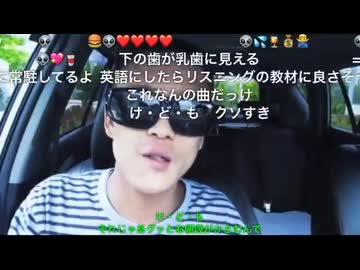 下の歯が乳歯に見える
に常駐してるよ 英語にしたらリスニングの教材に良さそ
これなんの曲だっけ
け・ど・も クソすき